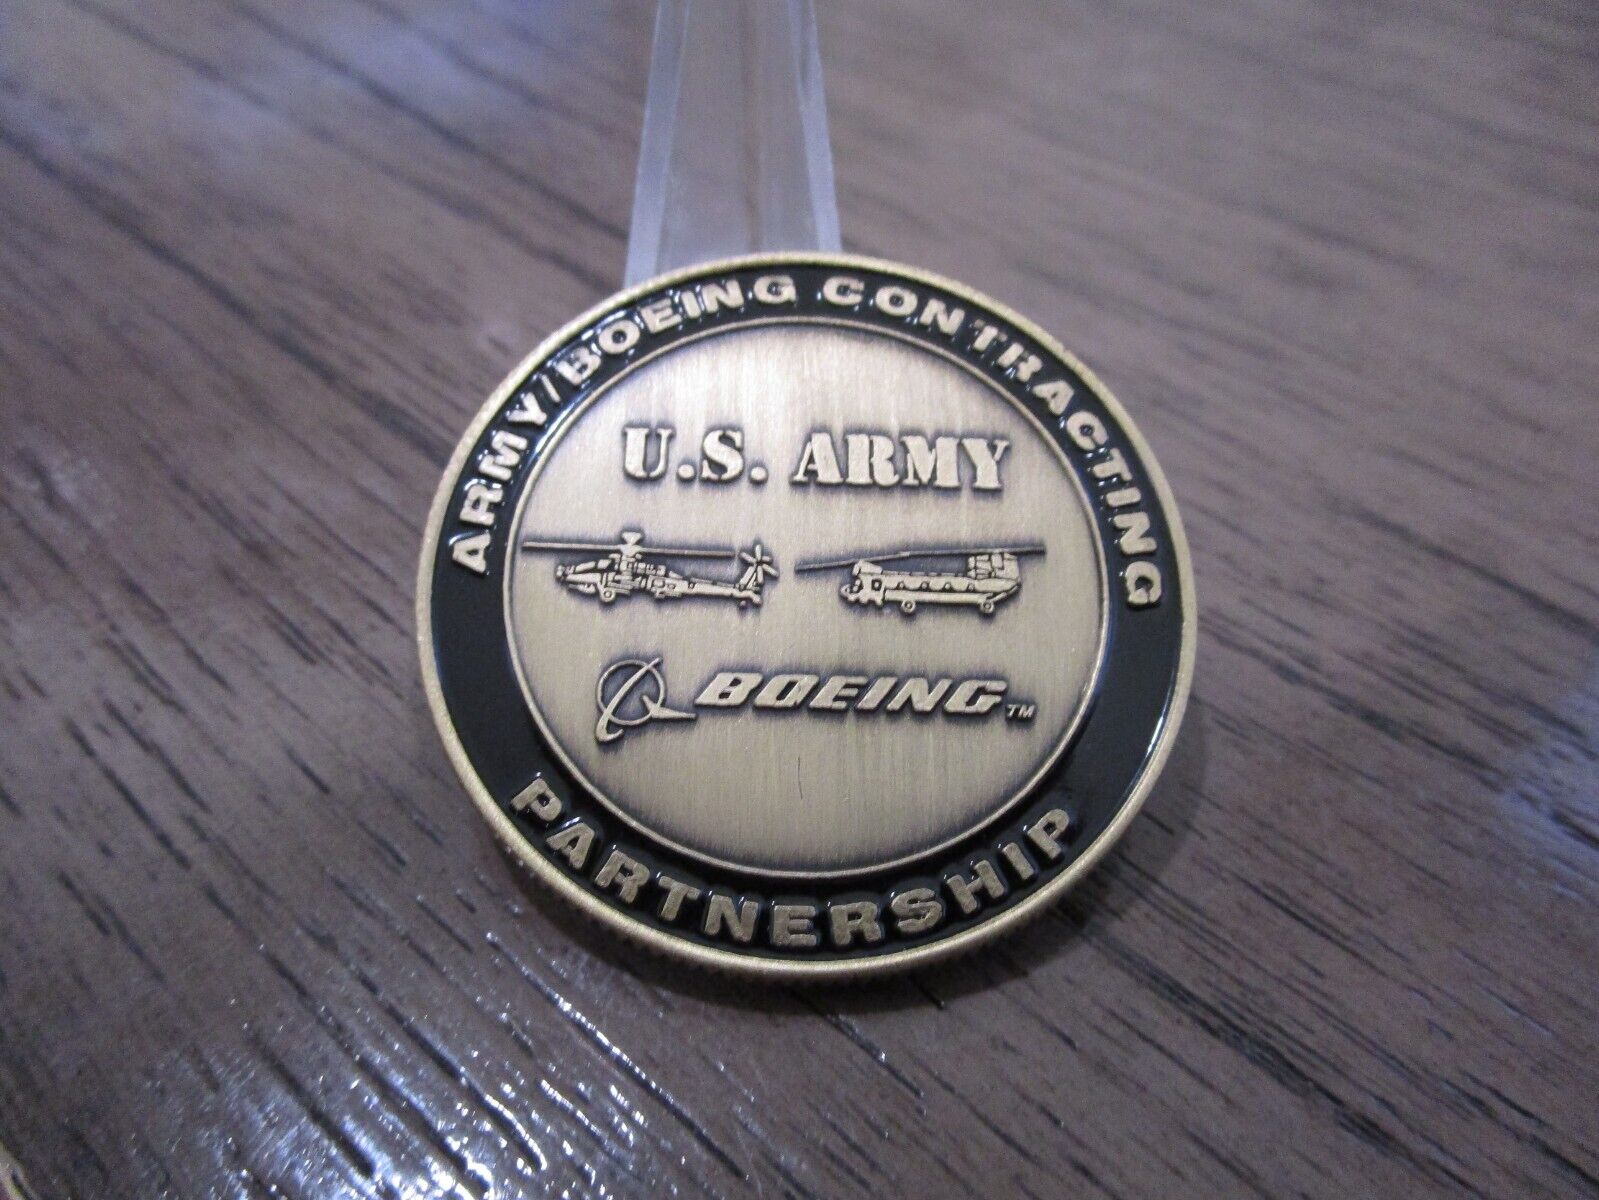 ARMY/BOEING CONTRACTING
U.S. ARMY
BOEING™
PARTNERSHIP